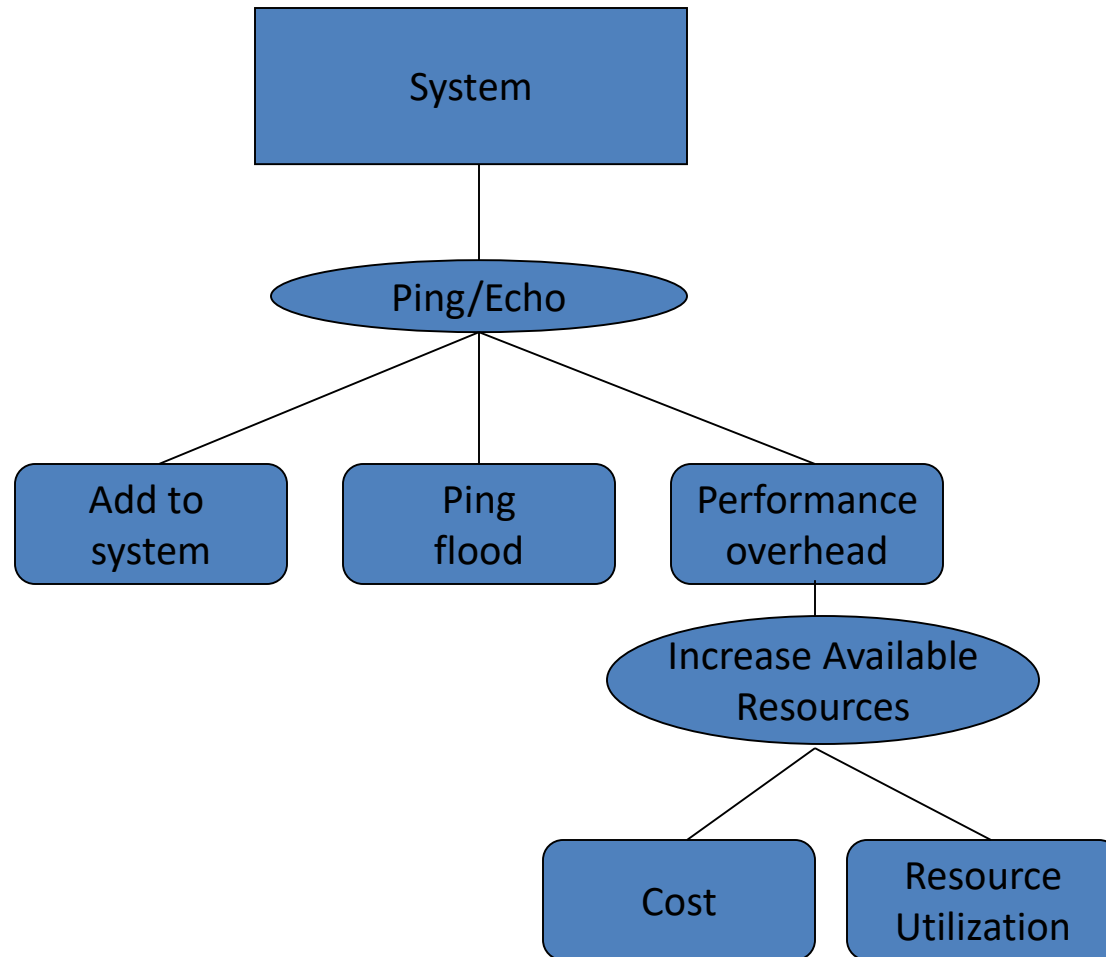 System
Ping/Echo
Add to
system
Ping
flood
Performance
overhead
Increase Available
Resources
Cost
Resource
Utilization